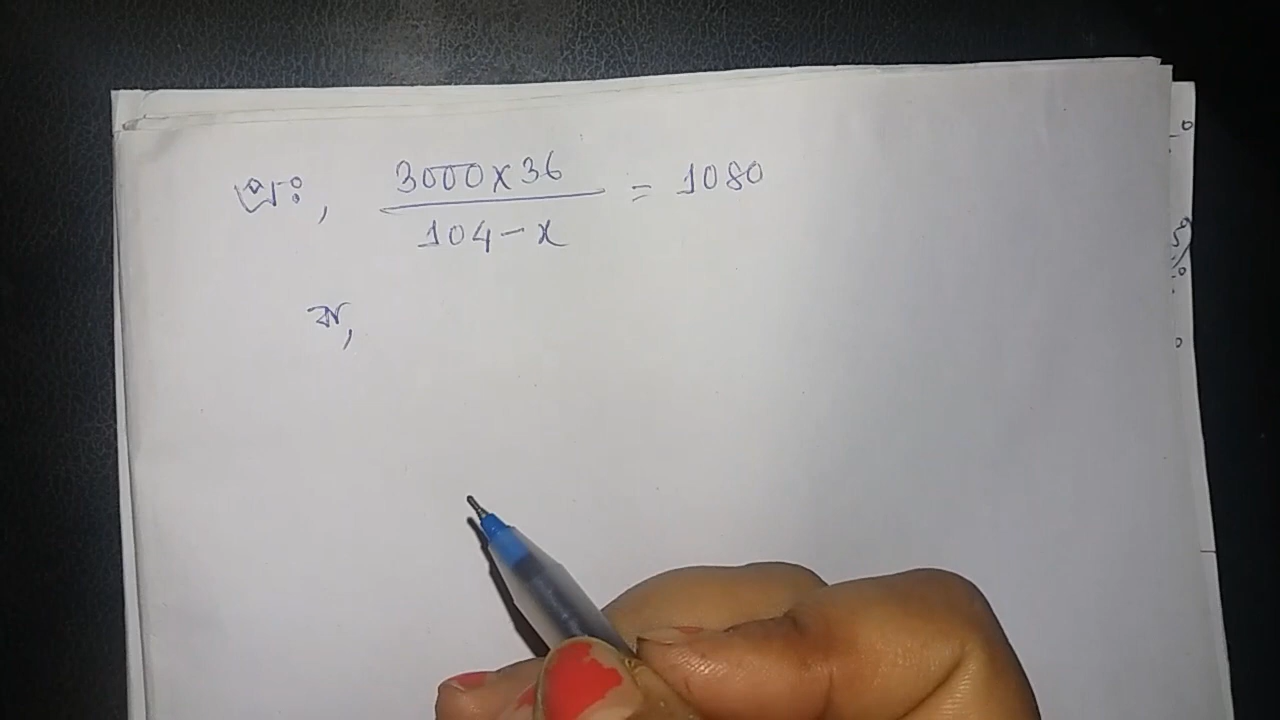 প্রঃ, 3000x36 / 104-x = 1080
বা,